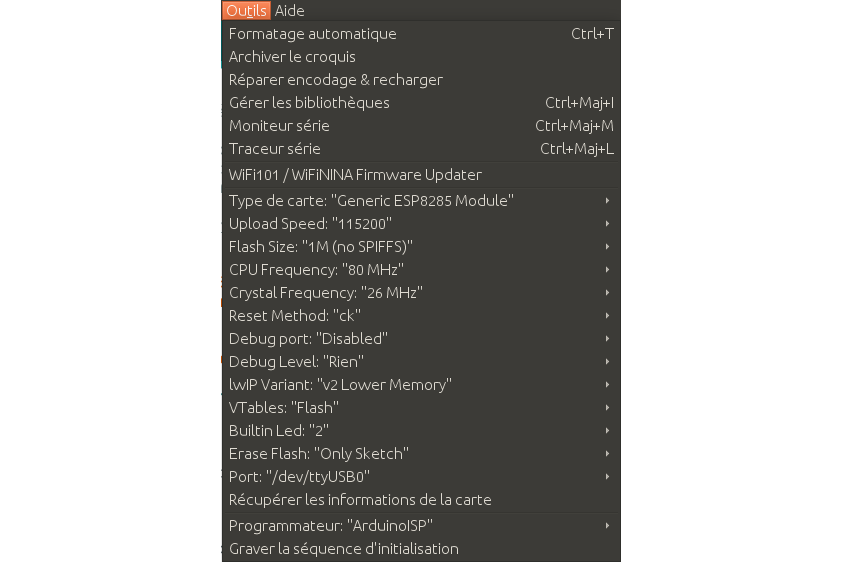 Outils Aide
Formatage automatique Ctrl+T
Archiver le croquis
Réparer encodage & recharger
Gérer les bibliothèques Ctrl+Maj+I
Moniteur série Ctrl+Maj+M
Traceur série Ctrl+Maj+L
WiFi101 / WiFiNINA Firmware Updater
Type de carte: "Generic ESP8285 Module"
Upload Speed: "115200"
Flash Size: "1M (no SPIFFS)"
CPU Frequency: "80 MHz"
Crystal Frequency: "26 MHz"
Reset Method: "ck"
Debug port: "Disabled"
Debug Level: "Rien"
lwIP Variant: "v2 Lower Memory"
VTables: "Flash"
Builtin Led: "2"
Erase Flash: "Only Sketch"
Port: "/dev/ttyUSB0"
Récupérer les informations de la carte
Programmateur: "ArduinoISP"
Graver la séquence d'initialisation